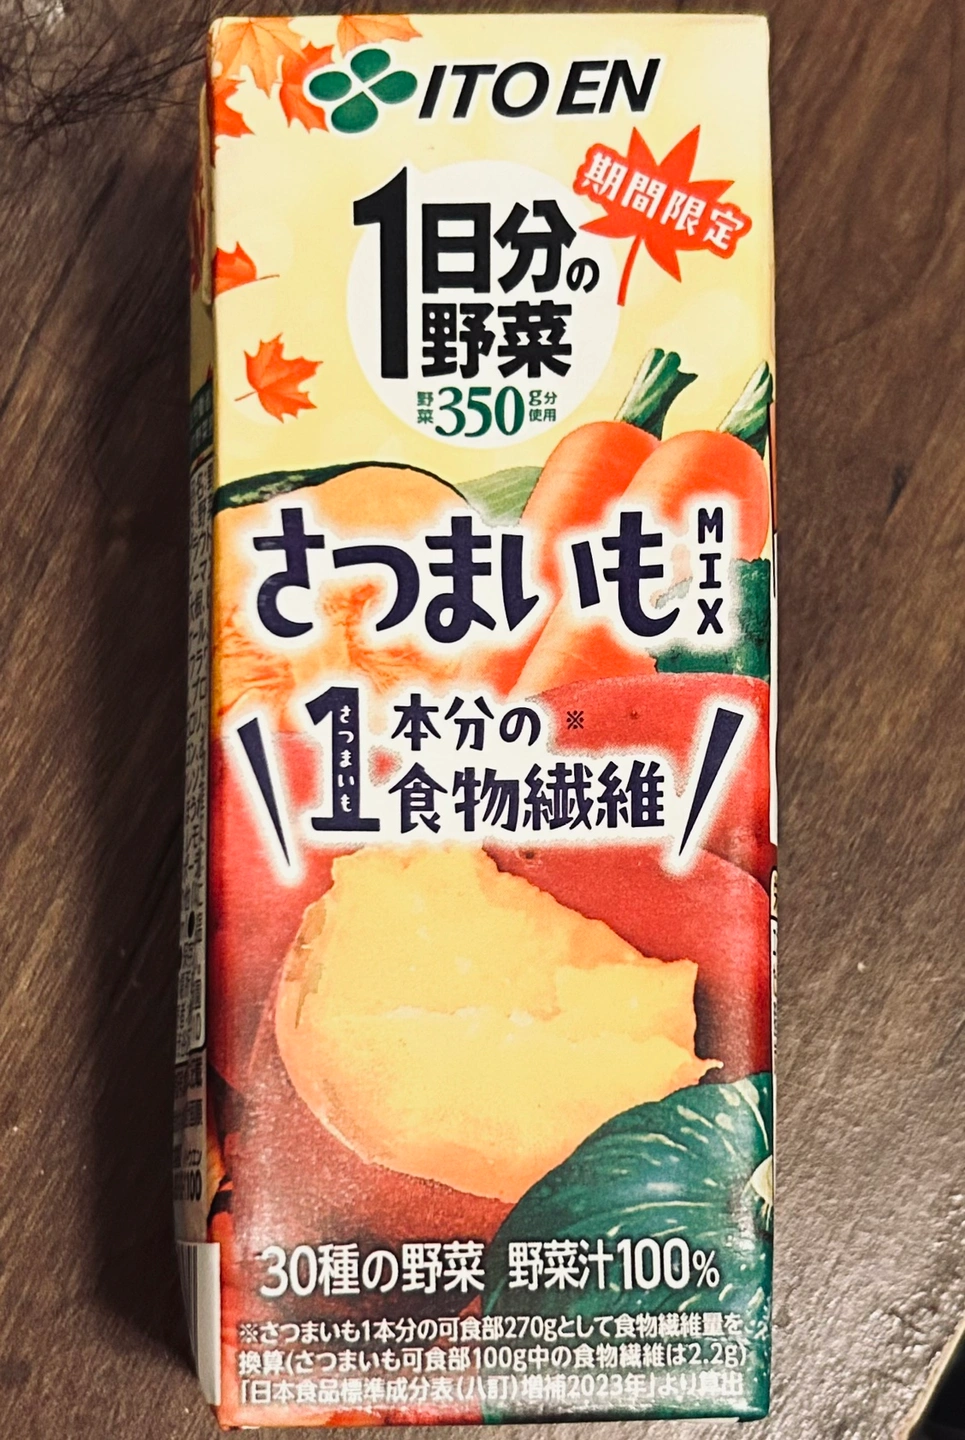 ITO EN
期間限定
1日分の
野菜
野菜350g分使用
さつまいもMIX
さつまいも1本分の※
食物繊維
30種の野菜 野菜汁100%
※さつまいも1本分の可食部270gとして食物繊維量を
換算(さつまいも可食部100g中の食物繊維は2.2g)
「日本食品標準成分表(八訂)増補2023年」より算出